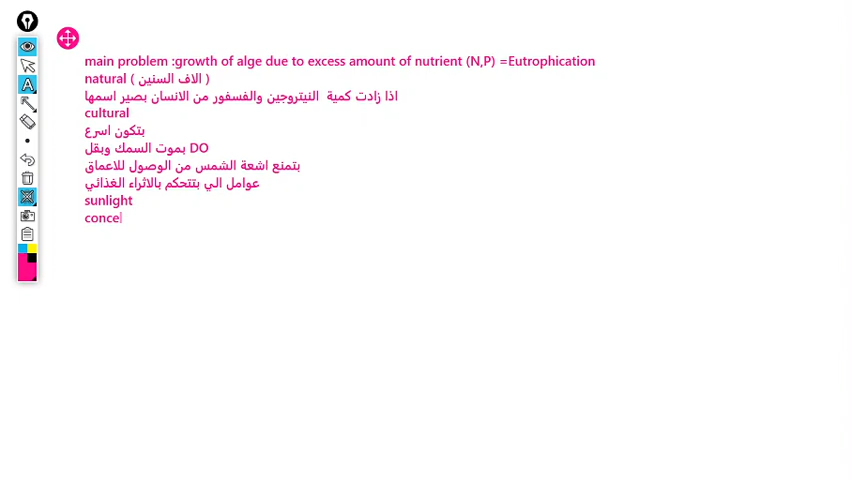 main problem :growth of alge due to excess amount of nutrient (N,P) =Eutrophication
natural ( الاف السنين )
اذا زادت كمية النيتروجين والفسفور من الانسان بصير اسمها
cultural
بتكون اسرع
بموت السمك وبقل DO
بتمنع اشعة الشمس من الوصول للاعماق
عوامل الي بتتحكم بالاثراء الغذائي
sunlight
conce